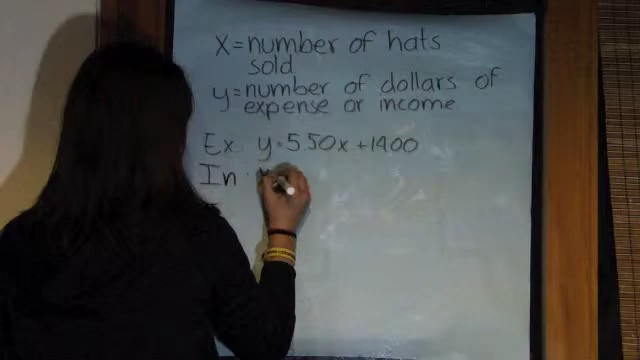 x=number of hats
sold
y=number of dollars of
expense or income
Ex y=5.50x+1400
In y